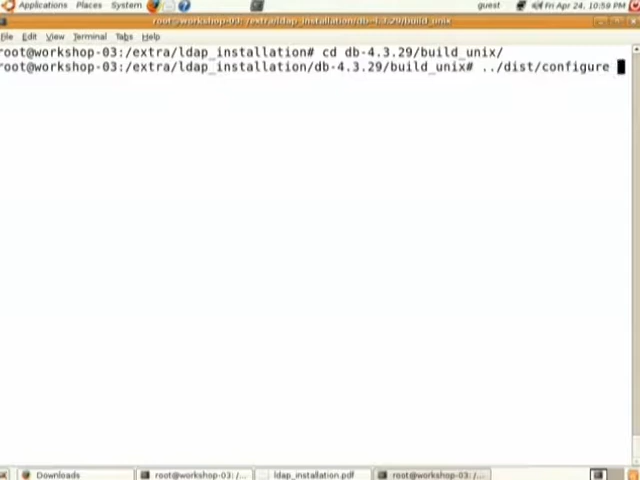 Applications Places System guest Fri Apr 24, 10:59 PM
root@workshop-03: /extra/ldap_installation/db-4.3.29/build_unix
File Edit View Terminal Tabs Help
root@workshop-03:/extra/ldap_installation# cd db-4.3.29/build_unix/
root@workshop-03:/extra/ldap_installation/db-4.3.29/build_unix# ../dist/configure
Downloads root@workshop-03: /... ldap_installation.pdf root@workshop-03: /...